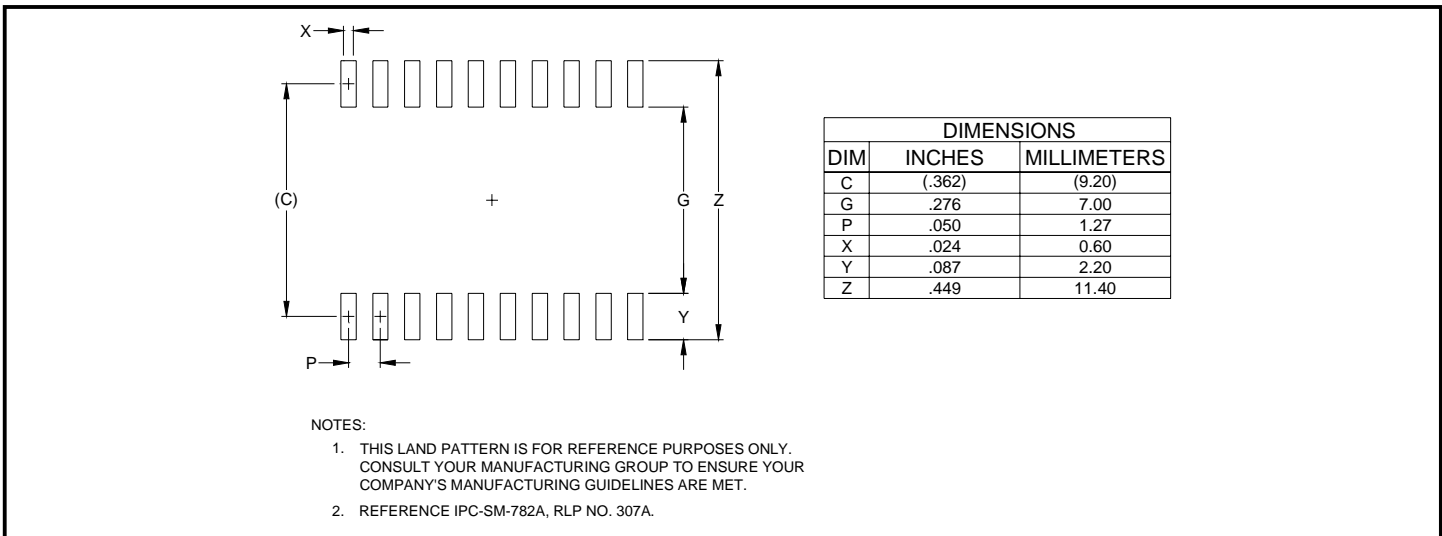 X
(C)
G
Z
Y
P
DIMENSIONS
DIM INCHES MILLIMETERS
C (.362) (9.20)
G .276 7.00
P .050 1.27
X .024 0.60
Y .087 2.20
Z .449 11.40
NOTES:
1. THIS LAND PATTERN IS FOR REFERENCE PURPOSES ONLY.
CONSULT YOUR MANUFACTURING GROUP TO ENSURE YOUR
COMPANY'S MANUFACTURING GUIDELINES ARE MET.
2. REFERENCE IPC-SM-782A, RLP NO. 307A.